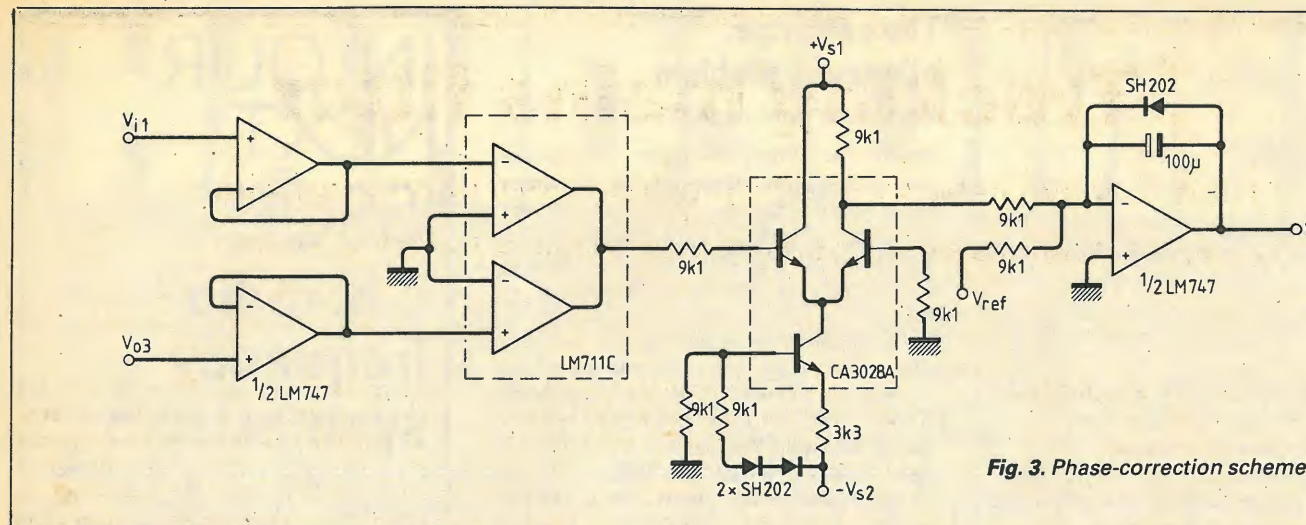 +Vs1
SH202
Vi1
9k1
100µ
9k1
9k1
-
+
1/2 LM747
9k1
Vref
9k1
Vo3
1/2 LM747
LM711C
CA3028A
9k1
9k1
3k3
2× SH202
-Vs2
Fig. 3. Phase-correction scheme